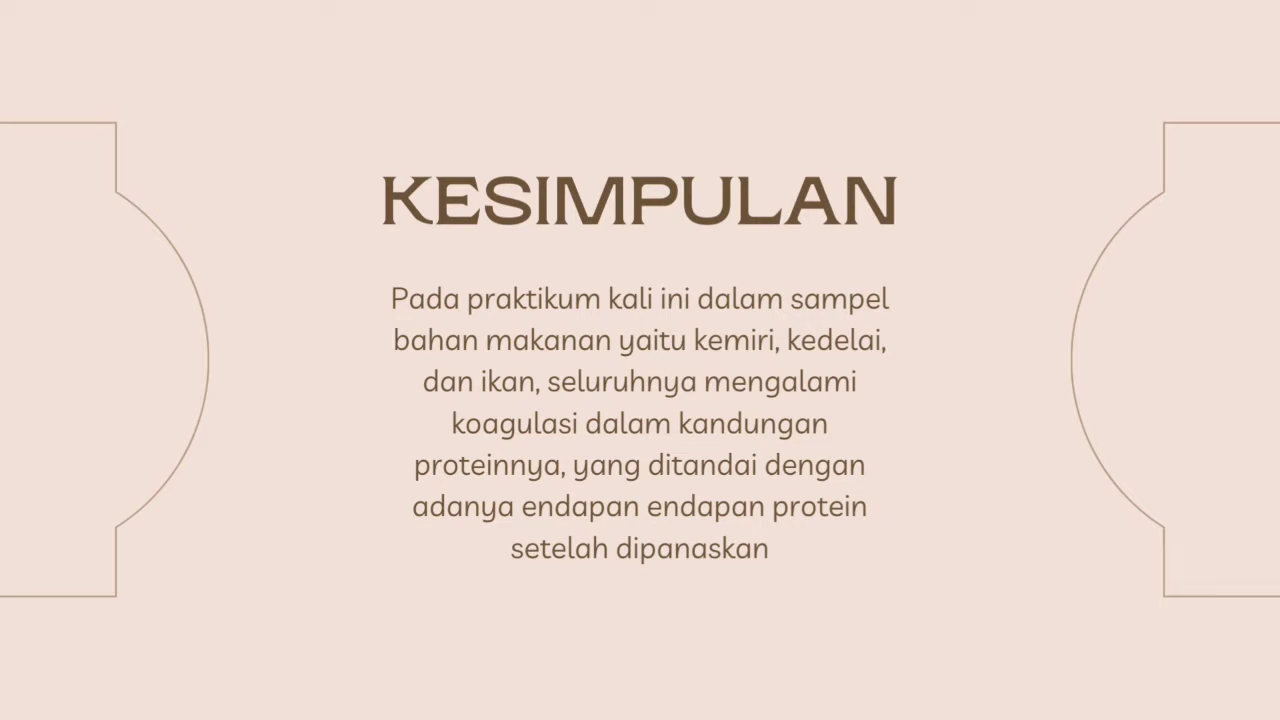 KESIMPULAN
Pada praktikum kali ini dalam sampel
bahan makanan yaitu kemiri, kedelai,
dan ikan, seluruhnya mengalami
koagulasi dalam kandungan
proteinnya, yang ditandai dengan
adanya endapan endapan protein
setelah dipanaskan